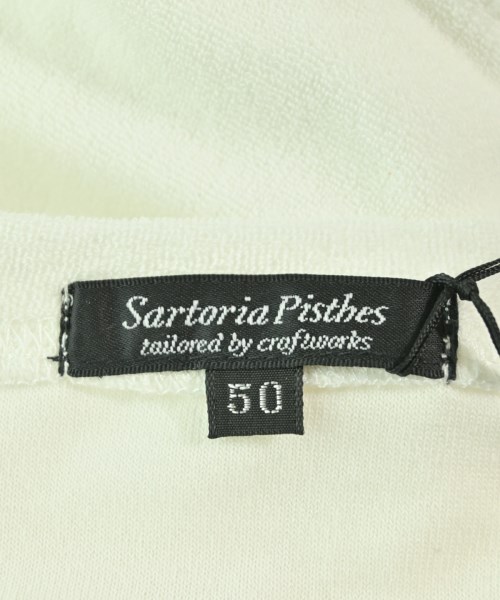 Sartoria Pisthes
tailored by craftworks
50